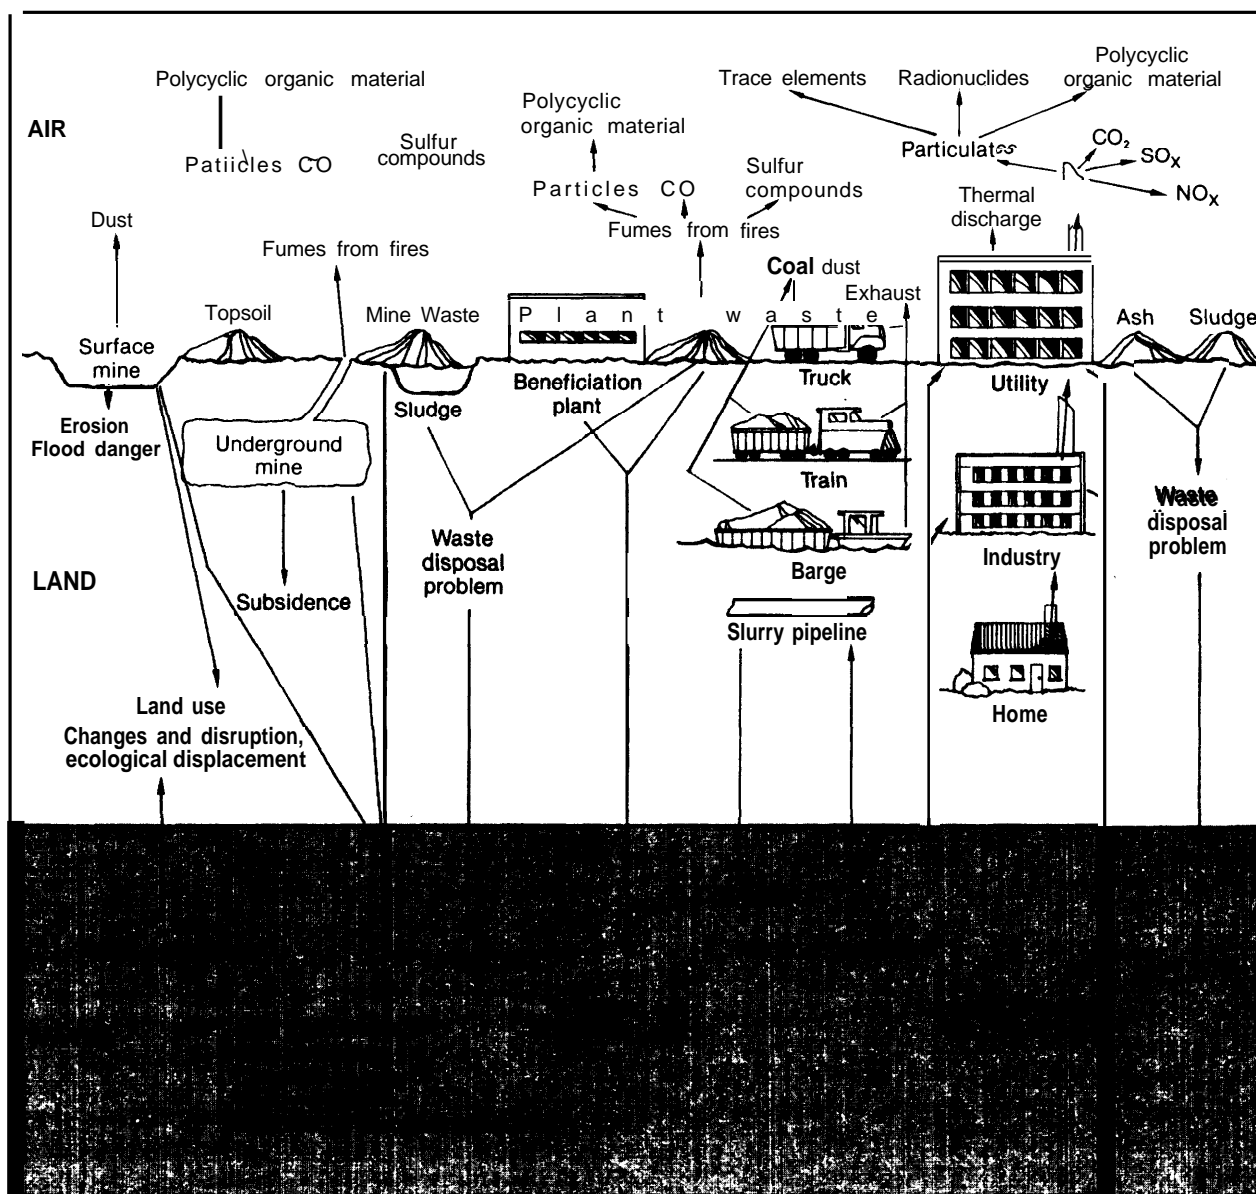 Polycyclic organic material
AIR
Patiicles CO
Sulfur
compounds
Dust
Fumes from fires
Polycyclic
organic material
Particles CO
Sulfur
compounds
Fumes from fires
Trace elements
Radionuclides
Polycyclic
organic material
CO₂
SOx
NOx
Thermal
discharge
Coal dust
Exhaust
Topsoil
Mine Waste
Plant waste
Ash
Sludge
Surface
mine
Erosion
Flood danger
Underground
mine
Sludge
Beneficiation
plant
Truck
Train
Barge
Slurry pipeline
Utility
Industry
Home
Waste
disposal
problem
Waste
disposal
problem
LAND
Subsidence
Land use
Changes and disruption,
ecological displacement